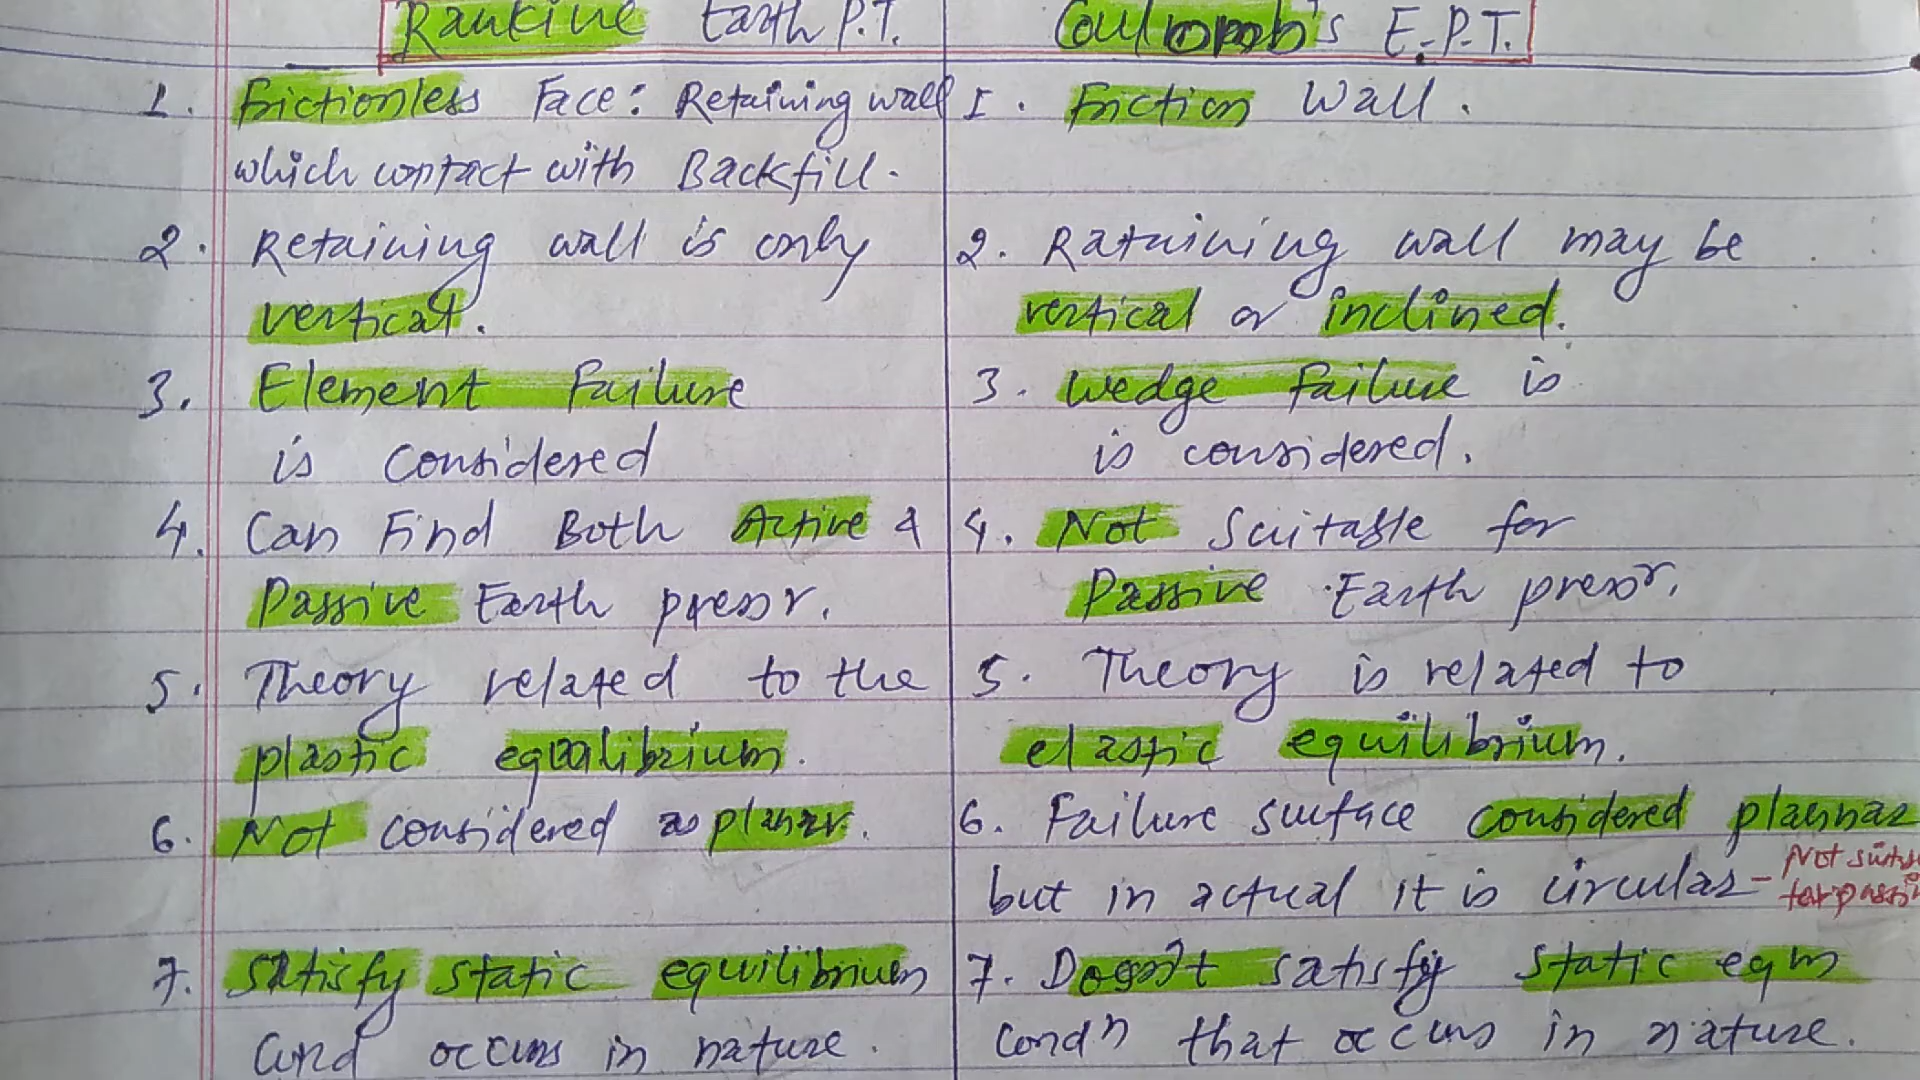 Rankine Earth P.T.
1. Frictionless Face: Retaining wall
which contact with Backfill.
2. Retaining wall is only
vertical.
3. Element Failure
is considered
4. Can Find Both Active &
Passive Earth presr.
5. Theory related to the
plastic equalibrium.
6. Not considered as planar.
7. Satisfy static equilibrium
Cond occurs in nature.
Coulomb's E.P.T.
1. Friction Wall.
2. Rataining wall may be
vertical or inclined.
3. Wedge failure is
is considered.
4. Not Suitable for
Passive Earth presr.
5. Theory is related to
elastic equilibrium.
6. Failure surface considered planar
but in actual it is circular - Not
for
7. Doesn't satisfy static eqm
condn that occurs in nature.